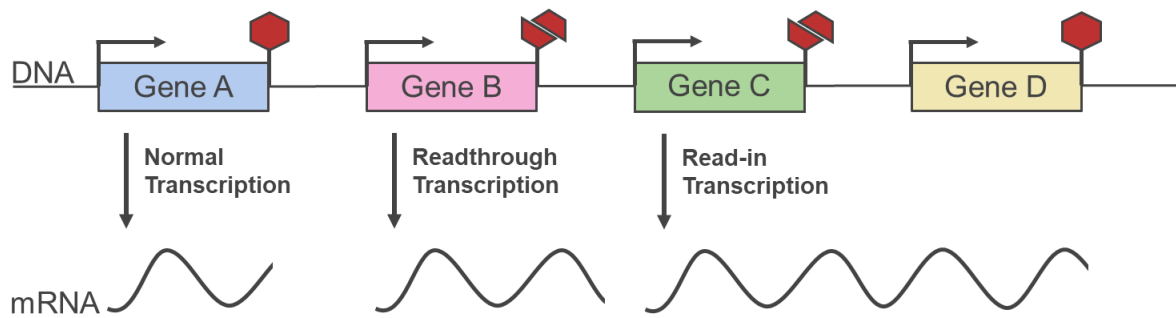 DNA
Gene A
Gene B
Gene C
Gene D
Normal
Transcription
Readthrough
Transcription
Read-in
Transcription
mRNA